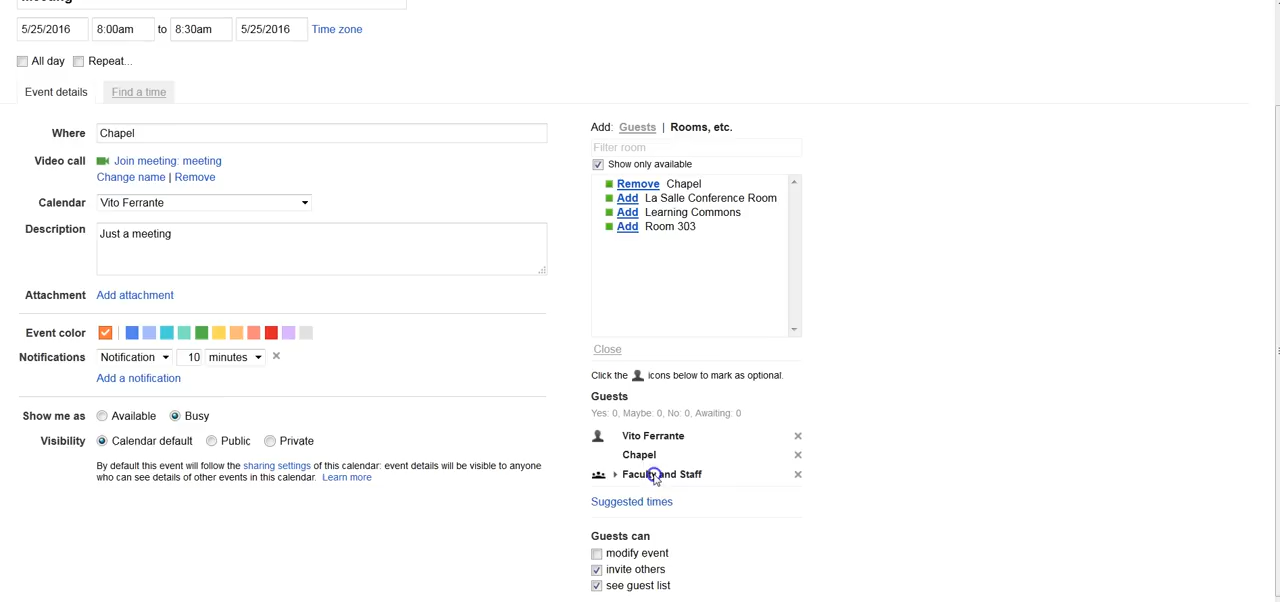 Meeting
5/25/2016 8:00am to 8:30am 5/25/2016 Time zone
All day Repeat...
Event details Find a time
Where Chapel
Video call Join meeting: meeting
Change name | Remove
Calendar Vito Ferrante
Description Just a meeting
Attachment Add attachment
Event color
Notifications Notification 10 minutes ×
Add a notification
Show me as Available Busy
Visibility Calendar default Public Private
By default this event will follow the sharing settings of this calendar: event details will be visible to anyone
who can see details of other events in this calendar. Learn more
Add: Guests | Rooms, etc.
Filter room
Show only available
Remove Chapel
Add La Salle Conference Room
Add Learning Commons
Add Room 303
Close
Click the icons below to mark as optional.
Guests
Yes: 0, Maybe: 0, No: 0, Awaiting: 0
Vito Ferrante ×
Chapel ×
Faculty and Staff ×
Suggested times
Guests can
modify event
invite others
see guest list